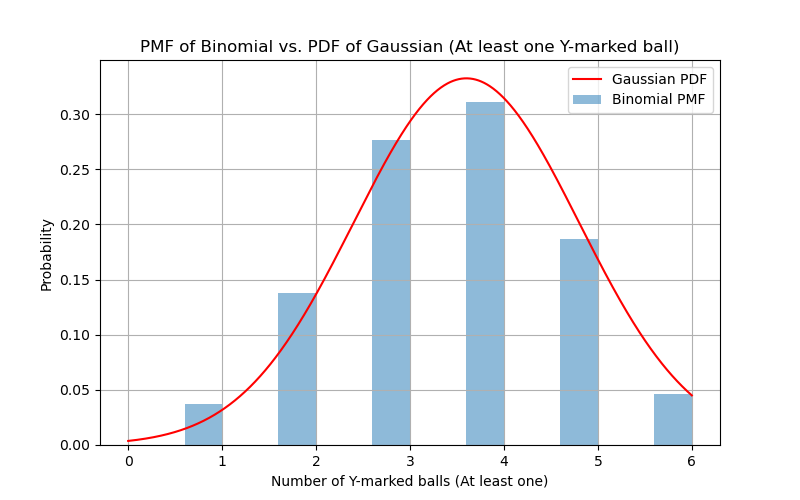 PMF of Binomial vs. PDF of Gaussian (At least one Y-marked ball)
Gaussian PDF
Binomial PMF
Probability
0.30
0.25
0.20
0.15
0.10
0.05
0.00
0 1 2 3 4 5 6
Number of Y-marked balls (At least one)